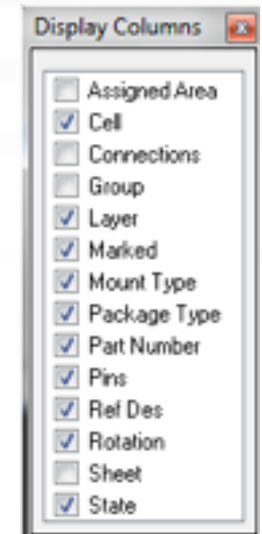 Display Columns
Assigned Area
Cell
Connections
Group
Layer
Marked
Mount Type
Package Type
Part Number
Pins
Ref Des
Rotation
Sheet
State